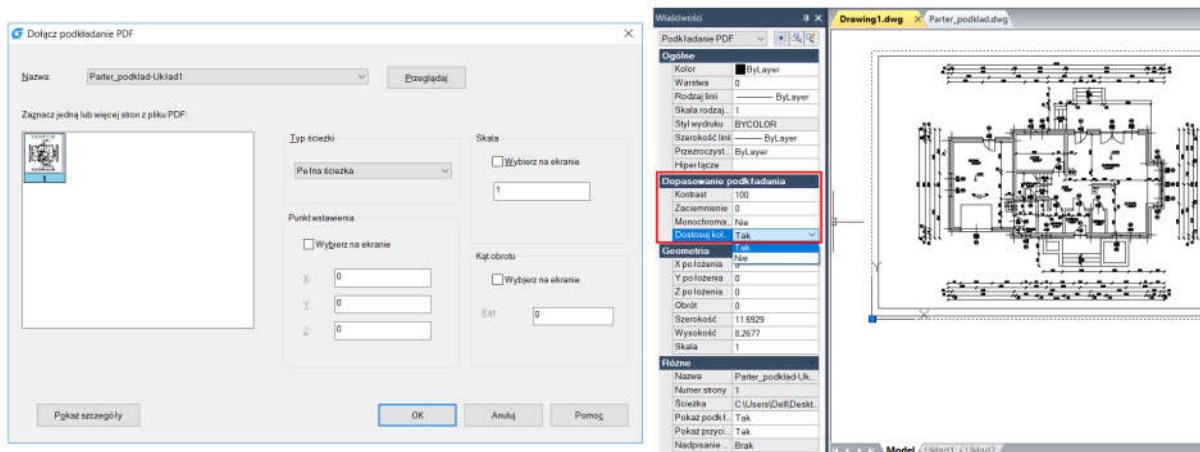 Dołącz podkładanie PDF
Nazwa:
Parter_podklad-Układ1
Przeglądaj
Zaznacz jedną lub więcej stron z pliku PDF:
1
Typ ścieżki
Pełna ścieżka
Skala
Wybierz na ekranie
1
Punkt wstawienia
Wybierz na ekranie
X 0
Y 0
Z 0
Kąt obrotu
Wybierz na ekranie
Kąt 0
Pokaż szczegóły
OK
Anuluj
Pomoc
Właściwości
Podkładanie PDF
Ogólne
Kolor ByLayer
Warstwa 0
Rodzaj linii ByLayer
Skala rodzaj... 1
Styl wydruku BYCOLOR
Szerokość linii ByLayer
Przezroczyst... ByLayer
Hiperłącze
Dopasowanie podkładania
Kontrast 100
Zaciemnienie 0
Monochroma... Nie
Dostosuj kol... Tak
Tak
Nie
Geometria
X położenia 0
Y położenia 0
Z położenia 0
Obrót 0
Szerokość 11.6929
Wysokość 8.2677
Skala 1
Różne
Nazwa Parter_podklad-Uk...
Numer strony 1
Ścieżka C:\Users\Dell\Deskt...
Pokaż podkł... Tak
Pokaż przyci... Tak
Nadpisanie ... Brak
Drawing1.dwg
Parter_podklad.dwg
Y
X
Model
Układ1
Układ2